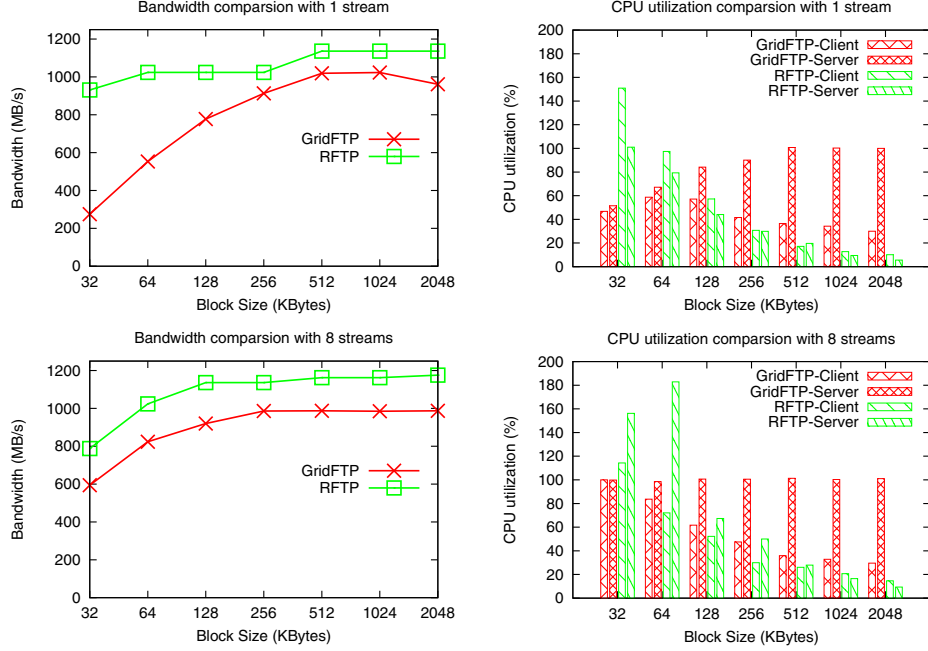 Bandwidth comparsion with 1 stream
1200
1000
800
600
400
200
0
Bandwidth (MB/s)
GridFTP
RFTP
32 64 128 256 512 1024 2048
Block Size (KBytes)
CPU utilization comparsion with 1 stream
200
180
160
140
120
100
80
60
40
20
0
CPU utilization (%)
GridFTP-Client
GridFTP-Server
RFTP-Client
RFTP-Server
32 64 128 256 512 1024 2048
Block Size (KBytes)
Bandwidth comparsion with 8 streams
1200
1000
800
600
400
200
0
Bandwidth (MB/s)
GridFTP
RFTP
32 64 128 256 512 1024 2048
Block Size (KBytes)
CPU utilization comparsion with 8 streams
200
180
160
140
120
100
80
60
40
20
0
CPU utilization (%)
GridFTP-Client
GridFTP-Server
RFTP-Client
RFTP-Server
32 64 128 256 512 1024 2048
Block Size (KBytes)